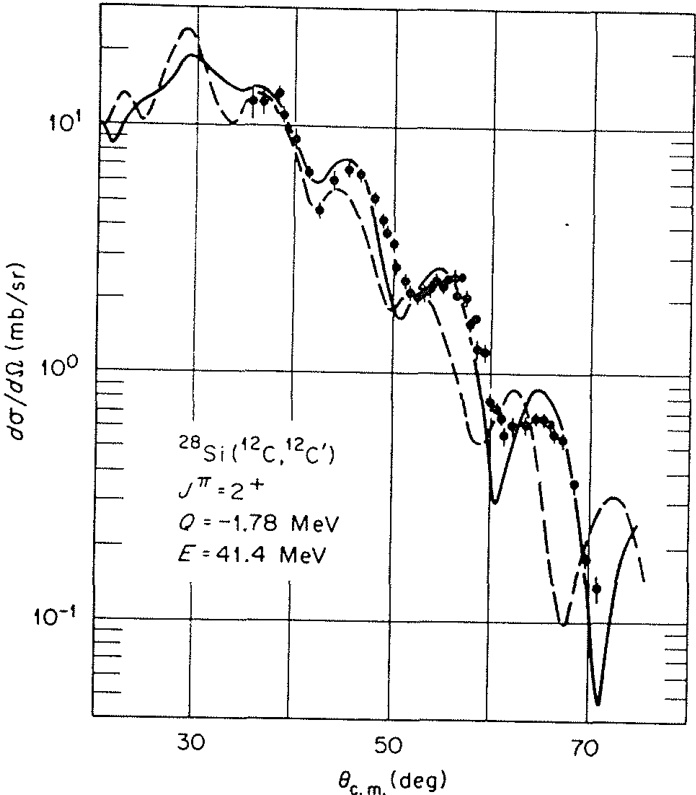 10¹
10⁰
10⁻¹
dσ/dΩ (mb/sr)
²⁸Si(¹²C,¹²C′)
J^π = 2⁺
Q = −1.78 MeV
E = 41.4 MeV
30 50 70
θc.m. (deg)